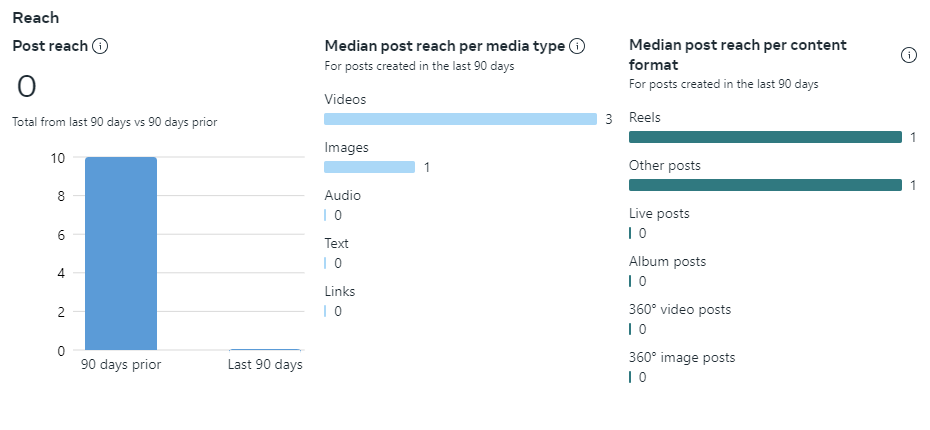 Reach
Post reach
0
Total from last 90 days vs 90 days prior
10
8
6
4
2
0
90 days prior
Last 90 days
Median post reach per media type
For posts created in the last 90 days
Videos
3
Images
1
Audio
0
Text
0
Links
0
Median post reach per content
format
For posts created in the last 90 days
Reels
1
Other posts
1
Live posts
0
Album posts
0
360° video posts
0
360° image posts
0